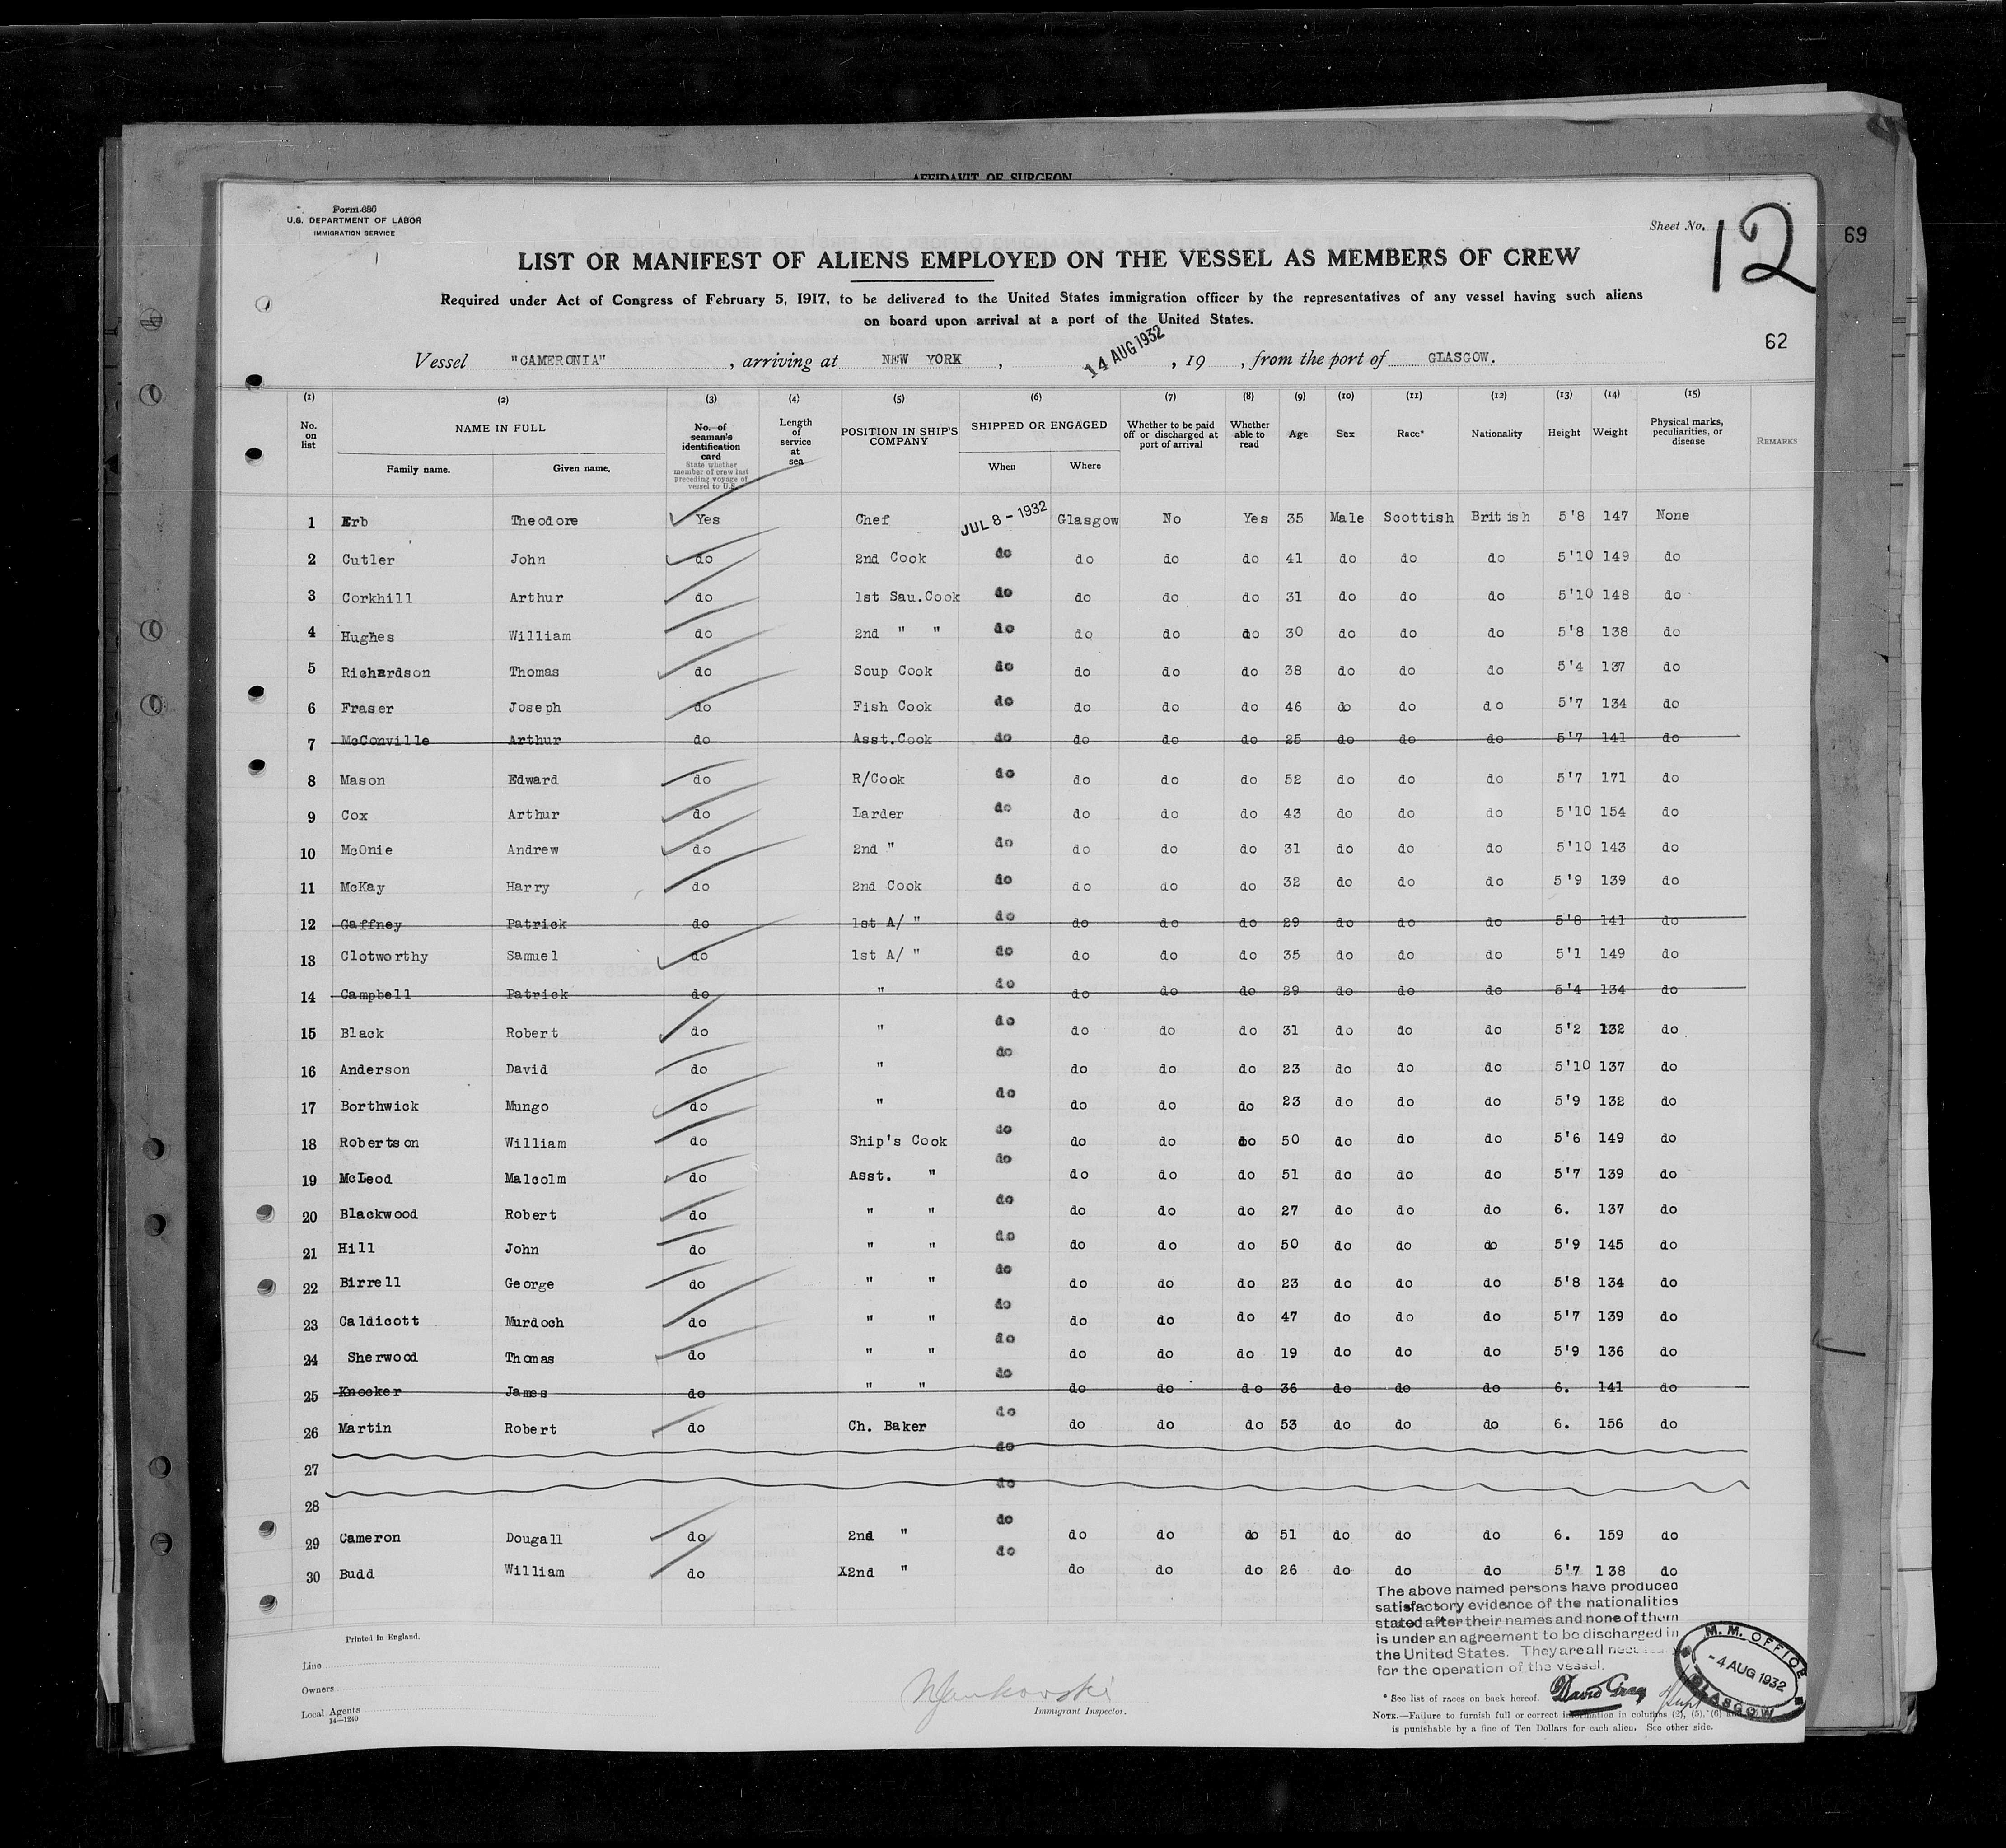 AFFIDAVIT OF SURGEON
Form 680
U.S. DEPARTMENT OF LABOR
IMMIGRATION SERVICE
Sheet No. 12
69
LIST OR MANIFEST OF ALIENS EMPLOYED ON THE VESSEL AS MEMBERS OF CREW
Required under Act of Congress of February 5, 1917, to be delivered to the United States immigration officer by the representatives of any vessel having such aliens
on board upon arrival at a port of the United States.
62
Vessel "CAMERONIA", arriving at NEW YORK, 14 AUG 1932, 19 , from the port of GLASGOW.
(1) (2) (3) (4) (5) (6) (7) (8) (9) (10) (11) (12) (13) (14) (15)
No. on list NAME IN FULL Family name. Given name. No. of seaman's identification card State whether member of crew last preceding voyage of vessel to U.S. Length of service at sea POSITION IN SHIP'S COMPANY SHIPPED OR ENGAGED When Where Whether to be paid off or discharged at port of arrival Whether able to read Age Sex Race* Nationality Height Weight Physical marks, peculiarities, or disease REMARKS
1 Erb Theodore Yes Chef JUL 8 - 1932 Glasgow No Yes 35 Male Scottish British 5'8 147 None
2 Cutler John do 2nd Cook do do do do 41 do do do 5'10 149 do
3 Corkhill Arthur do 1st Sau.Cook do do do do 31 do do do 5'10 148 do
4 Hughes William do 2nd " " do do do do 30 do do do 5'8 138 do
5 Richardson Thomas do Soup Cook do do do do 38 do do do 5'4 137 do
6 Fraser Joseph do Fish Cook do do do do 46 do do do 5'7 134 do
7 McConville Arthur do Asst.Cook do do do do 25 do do do 5'7 141 do
8 Mason Edward do R/Cook do do do do 52 do do do 5'7 171 do
9 Cox Arthur do Larder do do do do 43 do do do 5'10 154 do
10 McOnie Andrew do 2nd " do do do do 31 do do do 5'10 143 do
11 McKay Harry do 2nd Cook do do do do 32 do do do 5'9 139 do
12 Gaffney Patrick do 1st A/ " do do do do 29 do do do 5'8 141 do
13 Clotworthy Samuel do 1st A/ " do do do do 35 do do do 5'1 149 do
14 Campbell Patrick do " do do do do 29 do do do 5'4 134 do
15 Black Robert do " do do do do 31 do do do 5'2 132 do
16 Anderson David do " do do do do 23 do do do 5'10 137 do
17 Borthwick Mungo do " do do do do 23 do do do 5'9 132 do
18 Robertson William do Ship's Cook do do do do 50 do do do 5'6 149 do
19 McLeod Malcolm do Asst. " do do do do 51 do do do 5'7 139 do
20 Blackwood Robert do " " do do do do 27 do do do 6. 137 do
21 Hill John do " " do do do do 50 do do do 5'9 145 do
22 Birrell George do " " do do do do 23 do do do 5'8 134 do
23 Caldicott Murdoch do " " do do do do 47 do do do 5'7 139 do
24 Sherwood Thomas do " " do do do do 19 do do do 5'9 136 do
25 Knocker James do " " do do do do 36 do do do 6. 141 do
26 Martin Robert do Ch. Baker do do do do 53 do do do 6. 156 do
27 do
28 do
29 Cameron Dougall do 2nd " do do do do 51 do do do 6. 159 do
30 Budd William do X2nd " do do do do 26 do do do 5'7 138 do
The above named persons have produced
satisfactory evidence of the nationalities
stated after their names and none of them
is under an agreement to be discharged in
the United States. They are all
for the operation of the vessel.
M. M. OFFICE
- 4 AUG 1932
GLASGOW
Printed in England.
Line
Owners
Local Agents
14—1240
Immigrant Inspector.
* See list of races on back hereof. David Gray Supt
NOTE.—Failure to furnish full or correct information in columns (2), (5), (6)
is punishable by a fine of Ten Dollars for each alien. See other side.